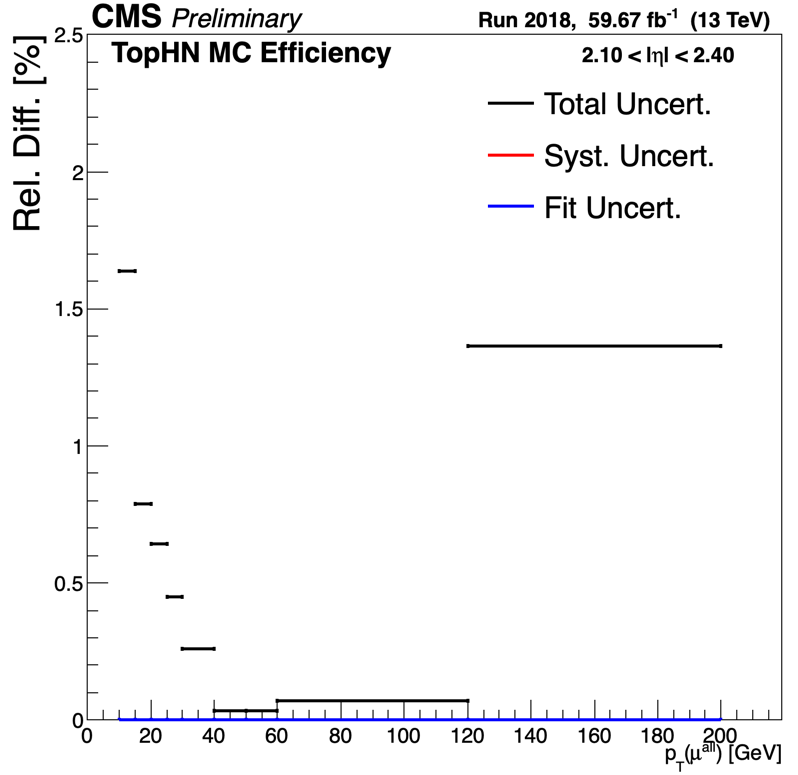 CMS Preliminary
Run 2018, 59.67 fb⁻¹ (13 TeV)
TopHN MC Efficiency
2.10 < |η| < 2.40
Total Uncert.
Syst. Uncert.
Fit Uncert.
Rel. Diff. [%]
2.5
2
1.5
1
0.5
0
0 20 40 60 80 100 120 140 160 180 200
p_T(μ^all) [GeV]